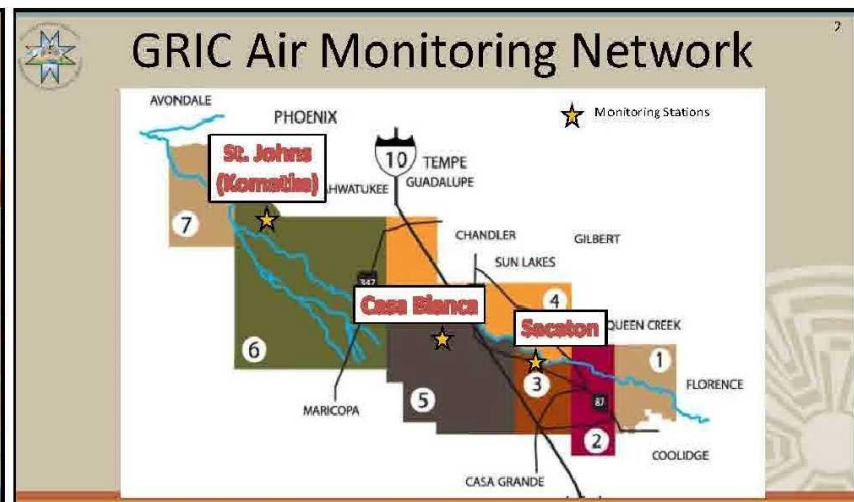 2
GRIC Air Monitoring Network
AVONDALE
PHOENIX
Monitoring Stations
St. Johns
(Komatke)
10
TEMPE
AHWATUKEE
GUADALUPE
7
CHANDLER
GILBERT
SUN LAKES
347
Casa Blanca
4
Sacaton
QUEEN CREEK
6
1
3
FLORENCE
5
87
MARICOPA
2
COOLIDGE
CASA GRANDE